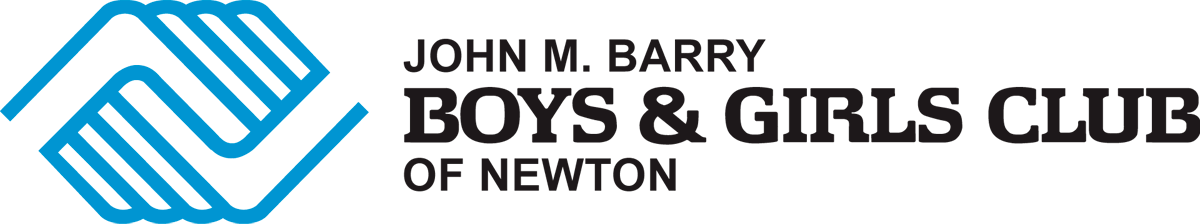 JOHN M. BARRY
BOYS & GIRLS CLUB
OF NEWTON